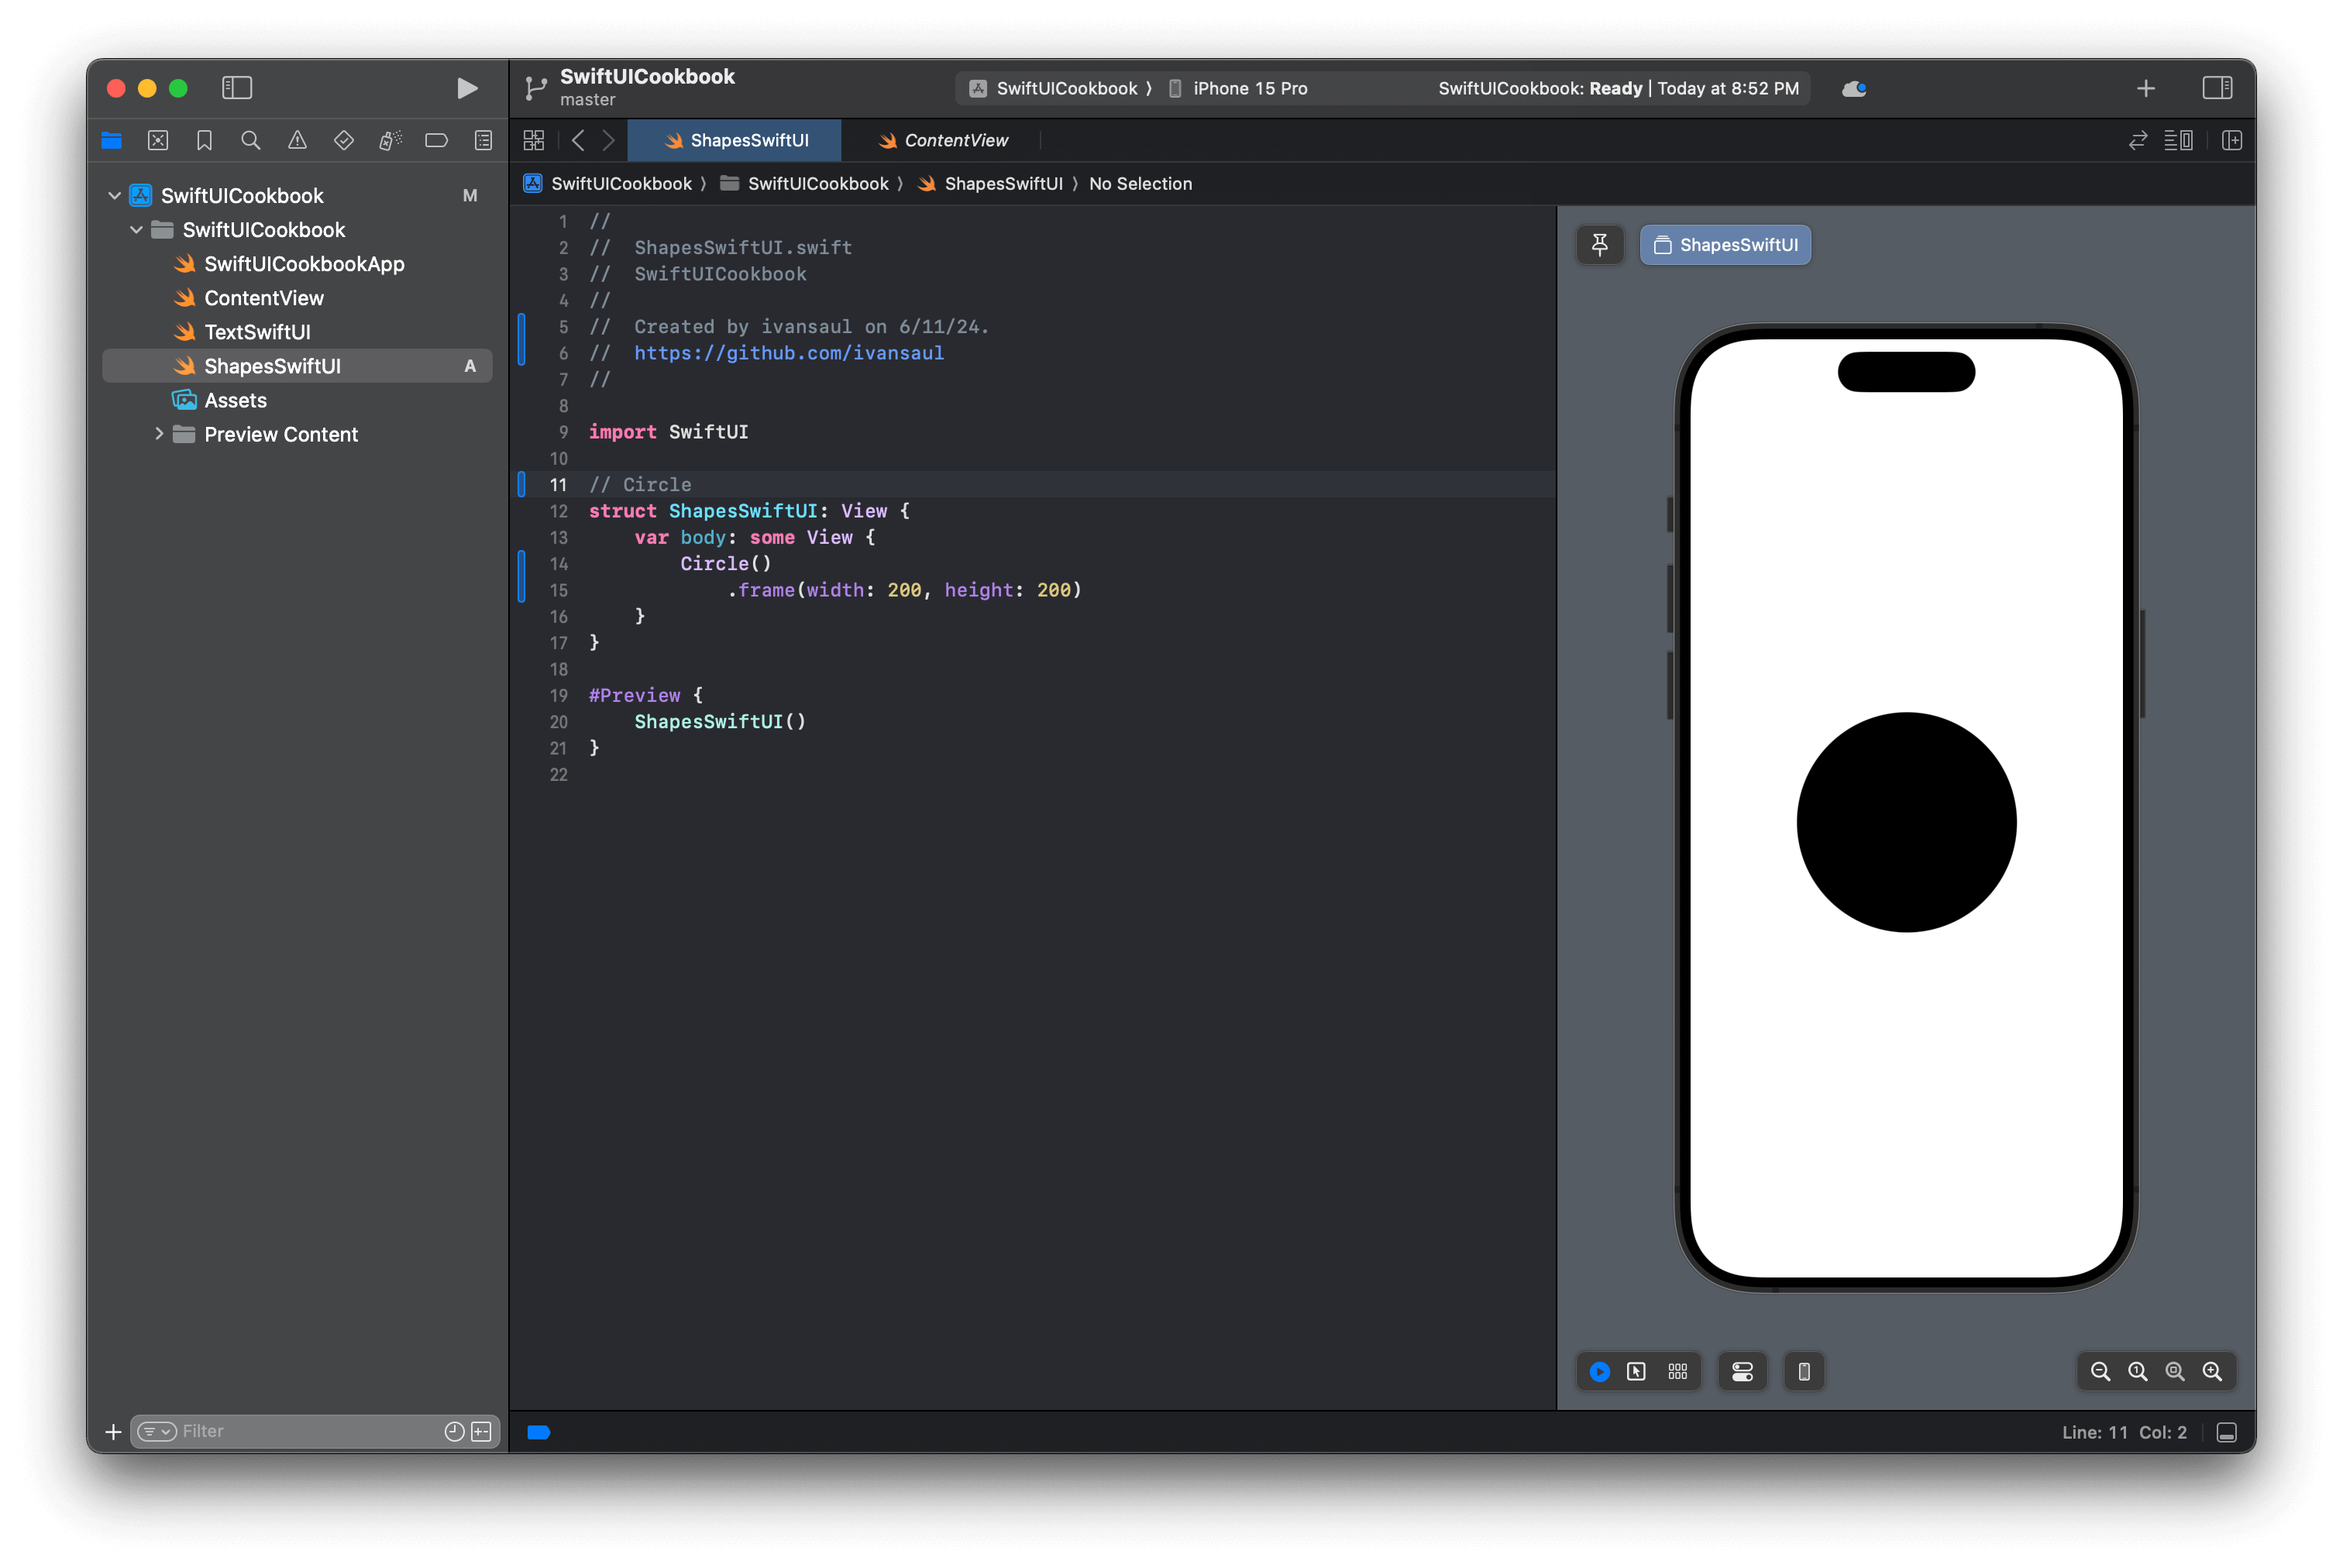 SwiftUICookbook
master
SwiftUICookbook 〉 iPhone 15 Pro
SwiftUICookbook: Ready | Today at 8:52 PM
ShapesSwiftUI
ContentView
SwiftUICookbook 〉 SwiftUICookbook 〉 ShapesSwiftUI 〉 No Selection
SwiftUICookbook M
SwiftUICookbook
SwiftUICookbookApp
ContentView
TextSwiftUI
ShapesSwiftUI A
Assets
Preview Content
Filter
1 //
2 //  ShapesSwiftUI.swift
3 //  SwiftUICookbook
4 //
5 //  Created by ivansaul on 6/11/24.
6 //  https://github.com/ivansaul
7 //
8
9 import SwiftUI
10
11 // Circle
12 struct ShapesSwiftUI: View {
13     var body: some View {
14         Circle()
15             .frame(width: 200, height: 200)
16     }
17 }
18
19 #Preview {
20     ShapesSwiftUI()
21 }
22
ShapesSwiftUI
Line: 11 Col: 2